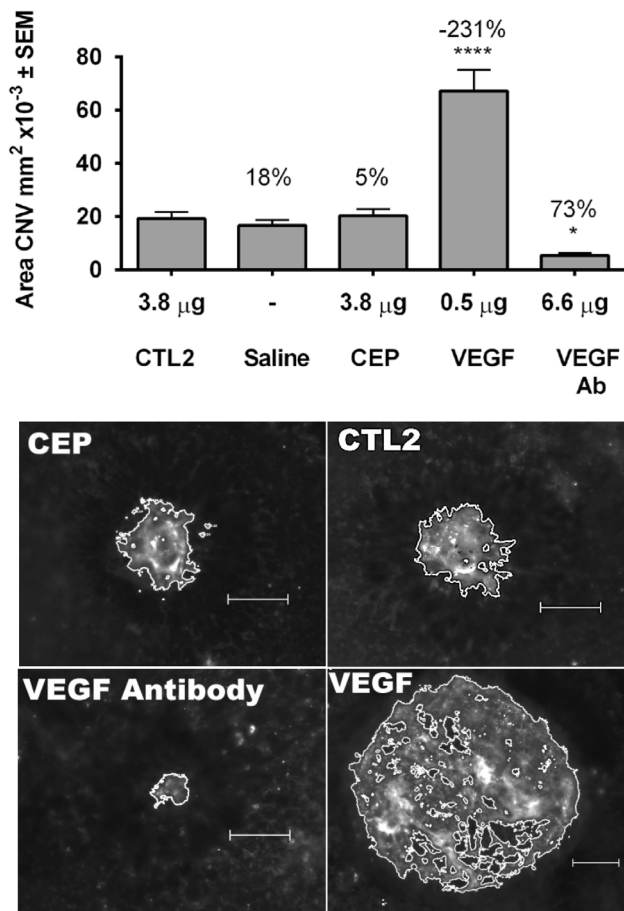 -231%
****
80
60
40
20
0
Area CNV mm² x10⁻³ ± SEM
18%
5%
73%
*
3.8 μg - 3.8 μg 0.5 μg 6.6 μg
CTL2 Saline CEP VEGF VEGF
Ab
CEP CTL2
VEGF Antibody VEGF